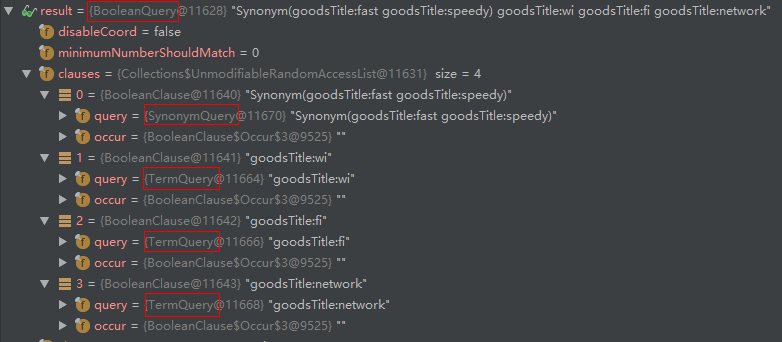 result = {BooleanQuery@11628} "Synonym(goodsTitle:fast goodsTitle:speedy) goodsTitle:wi goodsTitle:fi goodsTitle:network"
f disableCoord = false
f minimumNumberShouldMatch = 0
f clauses = {Collections$UnmodifiableRandomAccessList@11631} size = 4
0 = {BooleanClause@11640} "Synonym(goodsTitle:fast goodsTitle:speedy)"
f query = {SynonymQuery@11670} "Synonym(goodsTitle:fast goodsTitle:speedy)"
f occur = {BooleanClause$Occur$3@9525} ""
1 = {BooleanClause@11641} "goodsTitle:wi"
f query = {TermQuery@11664} "goodsTitle:wi"
f occur = {BooleanClause$Occur$3@9525} ""
2 = {BooleanClause@11642} "goodsTitle:fi"
f query = {TermQuery@11666} "goodsTitle:fi"
f occur = {BooleanClause$Occur$3@9525} ""
3 = {BooleanClause@11643} "goodsTitle:network"
f query = {TermQuery@11668} "goodsTitle:network"
f occur = {BooleanClause$Occur$3@9525} ""